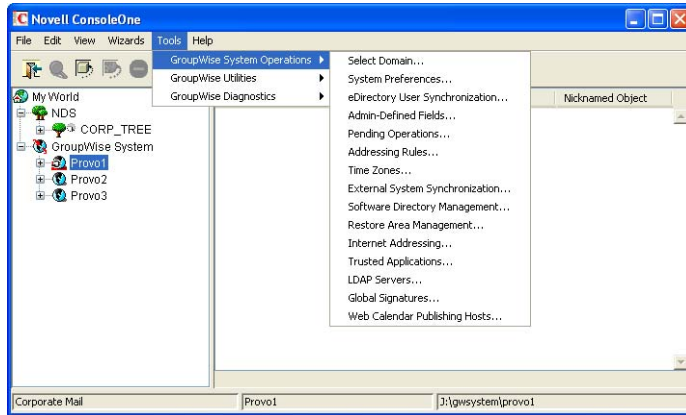 Novell ConsoleOne
File Edit View Wizards Tools Help
GroupWise System Operations
GroupWise Utilities
GroupWise Diagnostics
Select Domain...
System Preferences...
eDirectory User Synchronization...
Admin-Defined Fields...
Pending Operations...
Addressing Rules...
Time Zones...
External System Synchronization...
Software Directory Management...
Restore Area Management...
Internet Addressing...
Trusted Applications...
LDAP Servers...
Global Signatures...
Web Calendar Publishing Hosts...
Nicknamed Object
My World
NDS
CORP_TREE
GroupWise System
Provo1
Provo2
Provo3
Corporate Mail
Provo1
J:\gwsystem\provo1